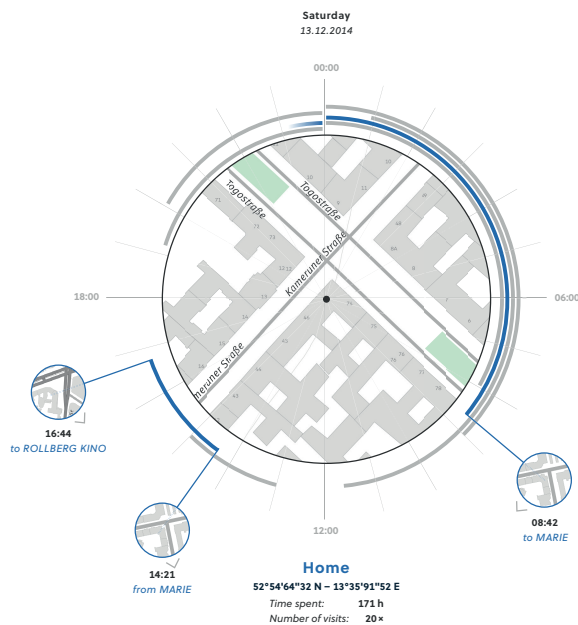 Saturday
13.12.2014
00:00
Togostraße
Togostraße
Kameruner Straße
18:00
06:00
meruner Straße
16:44
to ROLLBERG KINO
08:42
to MARIE
12:00
14:21
from MARIE
Home
52°54'64"32 N – 13°35'91"52 E
Time spent: 171 h
Number of visits: 20×